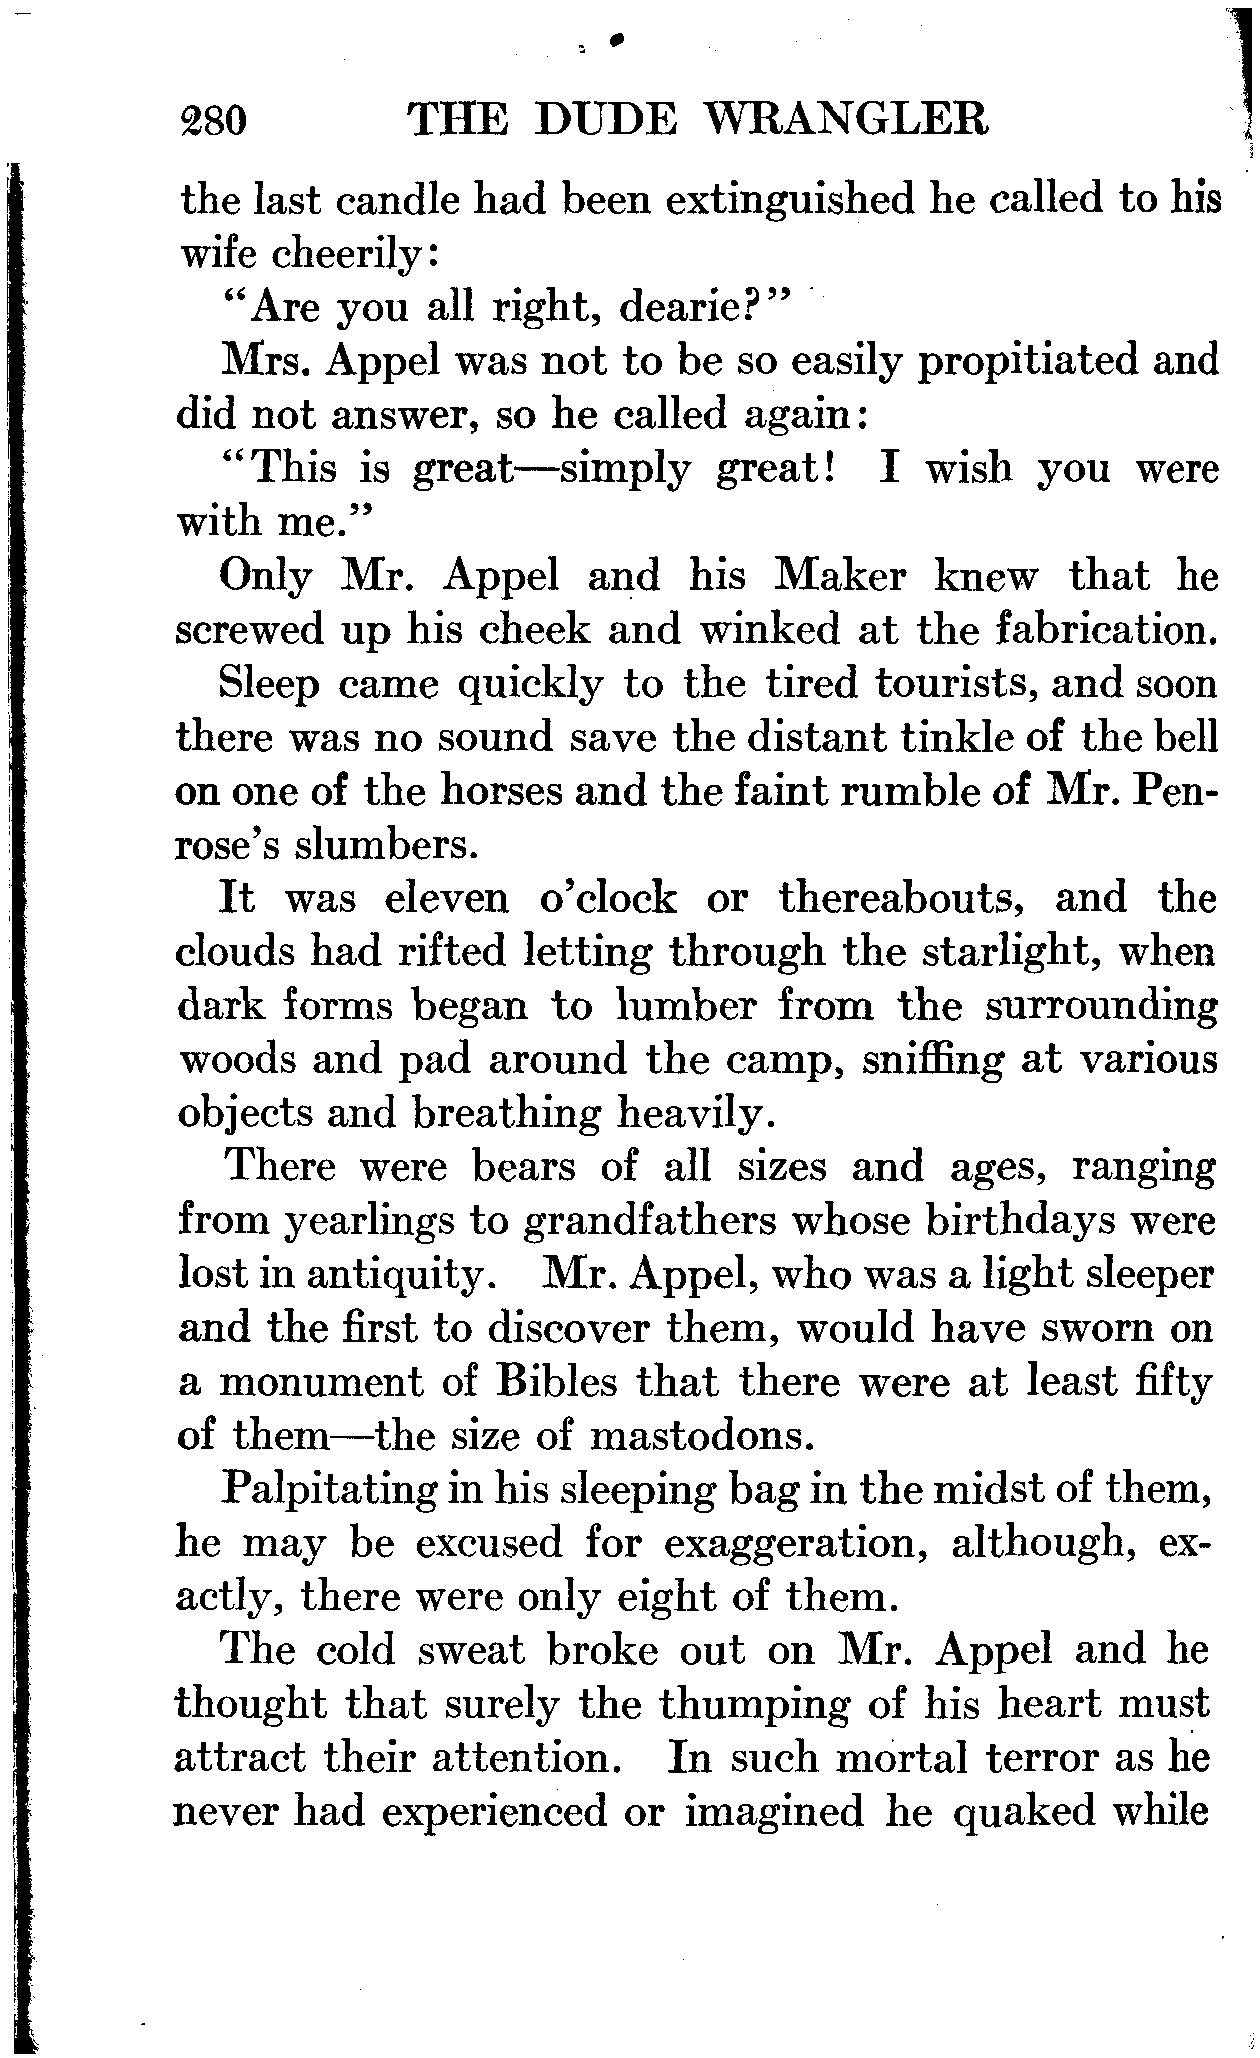 280 THE DUDE WRANGLER
the last candle had been extinguished he called to his
wife cheerily:
“Are you all right, dearie?”
Mrs. Appel was not to be so easily propitiated and
did not answer, so he called again:
“This is great—simply great! I wish you were
with me.”
Only Mr. Appel and his Maker knew that he
screwed up his cheek and winked at the fabrication.
Sleep came quickly to the tired tourists, and soon
there was no sound save the distant tinkle of the bell
on one of the horses and the faint rumble of Mr. Pen-
rose’s slumbers.
It was eleven o’clock or thereabouts, and the
clouds had rifted letting through the starlight, when
dark forms began to lumber from the surrounding
woods and pad around the camp, sniffing at various
objects and breathing heavily.
There were bears of all sizes and ages, ranging
from yearlings to grandfathers whose birthdays were
lost in antiquity. Mr. Appel, who was a light sleeper
and the first to discover them, would have sworn on
a monument of Bibles that there were at least fifty
of them—the size of mastodons.
Palpitating in his sleeping bag in the midst of them,
he may be excused for exaggeration, although, ex-
actly, there were only eight of them.
The cold sweat broke out on Mr. Appel and he
thought that surely the thumping of his heart must
attract their attention. In such mortal terror as he
never had experienced or imagined he quaked while